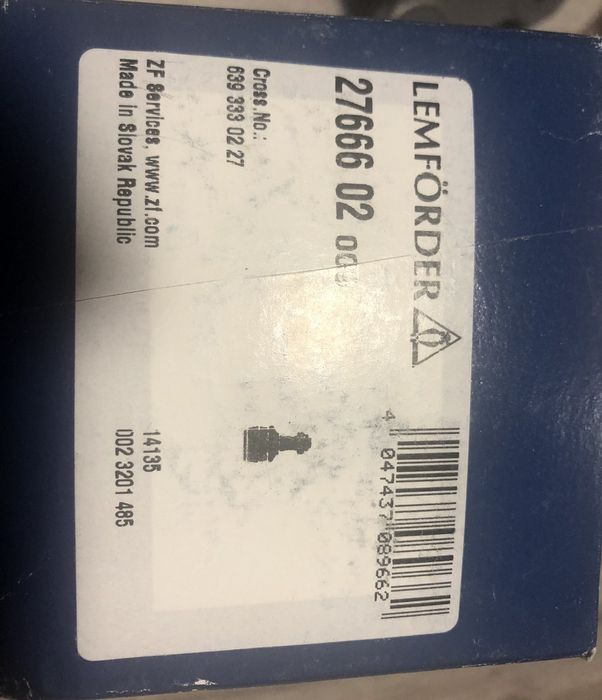 LEMFÖRDER
27666 02
Cross.No.:
639 333 02 27
ZF Services, www.zf.com
Made in Slovak Republic
14135
002 3201 485
4 047437 089662